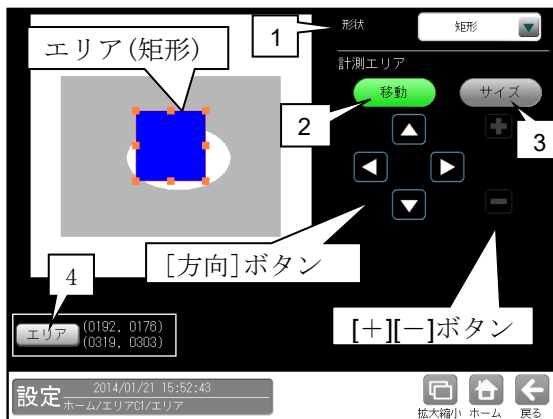 エリア(矩形)
1
形状
矩形
計測エリア
移動
サイズ
2
3
[方向]ボタン
4
[＋][－]ボタン
エリア
(0192, 0176)
(0319, 0303)
設定
2014/01/21 15:52:43
ホーム/エリアC1/エリア
拡大縮小
ホーム
戻る